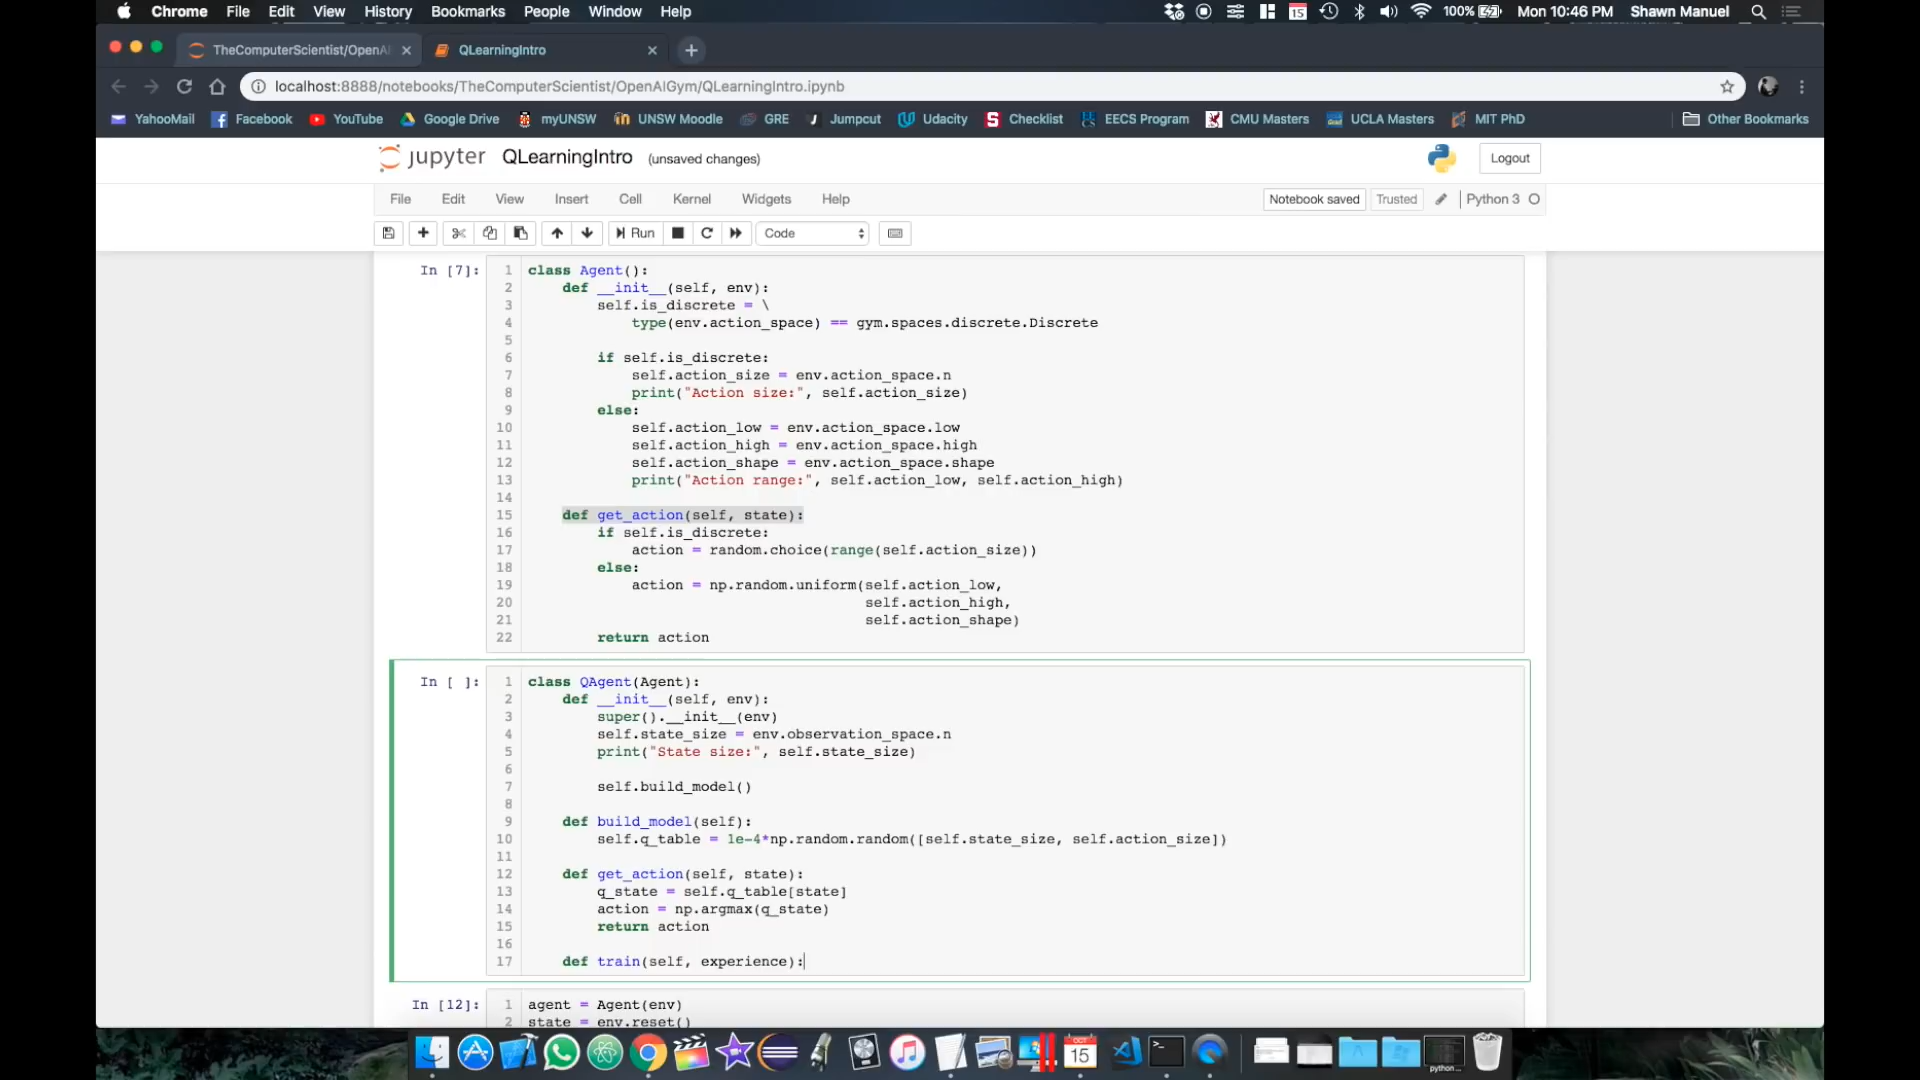 Chrome File Edit View History Bookmarks People Window Help
15
100%
Mon 10:46 PM Shawn Manuel
TheComputerScientist/OpenAI
QLearningIntro
localhost:8888/notebooks/TheComputerScientist/OpenAIGym/QLearningIntro.ipynb
YahooMail Facebook YouTube Google Drive myUNSW UNSW Moodle GRE Jumpcut Udacity Checklist EECS Program CMU Masters UCLA Masters MIT PhD Other Bookmarks
jupyter QLearningIntro (unsaved changes)
Logout
File Edit View Insert Cell Kernel Widgets Help
Notebook saved Trusted Python 3
Run Code
In [7]:
1 class Agent():
2 def __init__(self, env):
3 self.is_discrete = \
4 type(env.action_space) == gym.spaces.discrete.Discrete
5
6 if self.is_discrete:
7 self.action_size = env.action_space.n
8 print("Action size:", self.action_size)
9 else:
10 self.action_low = env.action_space.low
11 self.action_high = env.action_space.high
12 self.action_shape = env.action_space.shape
13 print("Action range:", self.action_low, self.action_high)
14
15 def get_action(self, state):
16 if self.is_discrete:
17 action = random.choice(range(self.action_size))
18 else:
19 action = np.random.uniform(self.action_low,
20 self.action_high,
21 self.action_shape)
22 return action
In [ ]:
1 class QAgent(Agent):
2 def __init__(self, env):
3 super().__init__(env)
4 self.state_size = env.observation_space.n
5 print("State size:", self.state_size)
6
7 self.build_model()
8
9 def build_model(self):
10 self.q_table = 1e-4*np.random.random([self.state_size, self.action_size])
11
12 def get_action(self, state):
13 q_state = self.q_table[state]
14 action = np.argmax(q_state)
15 return action
16
17 def train(self, experience):
In [12]:
1 agent = Agent(env)
2 state = env.reset()
OCT
15
python...